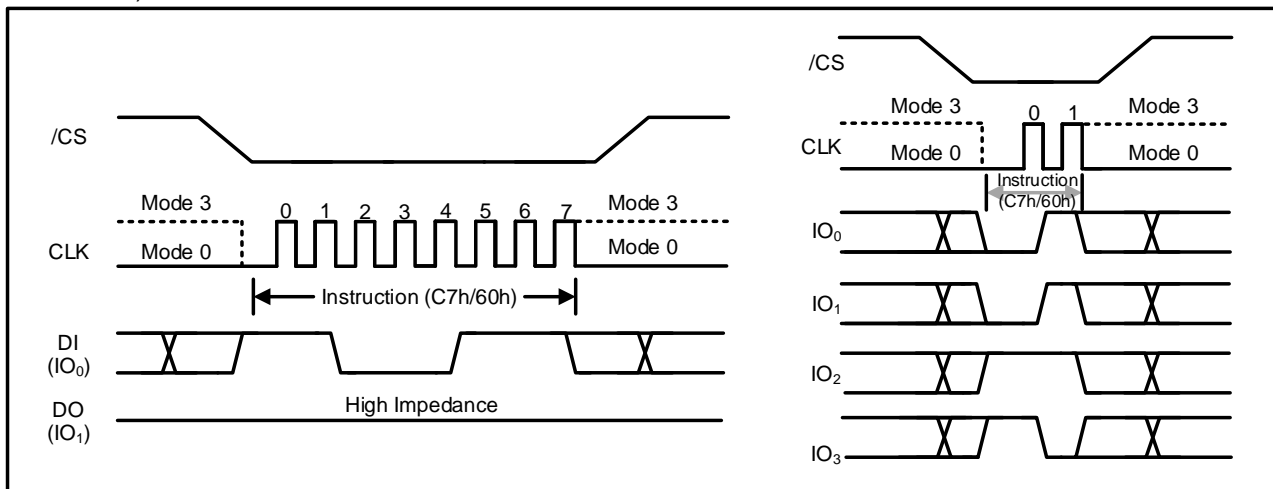 /CS
Mode 3
Mode 3
0 1 2 3 4 5 6 7
CLK
Mode 0
Mode 0
Instruction (C7h/60h)
DI
(IO0)
High Impedance
DO
(IO1)
/CS
Mode 3
0 1
Mode 3
CLK
Mode 0
Mode 0
Instruction
(C7h/60h)
IO0
IO1
IO2
IO3